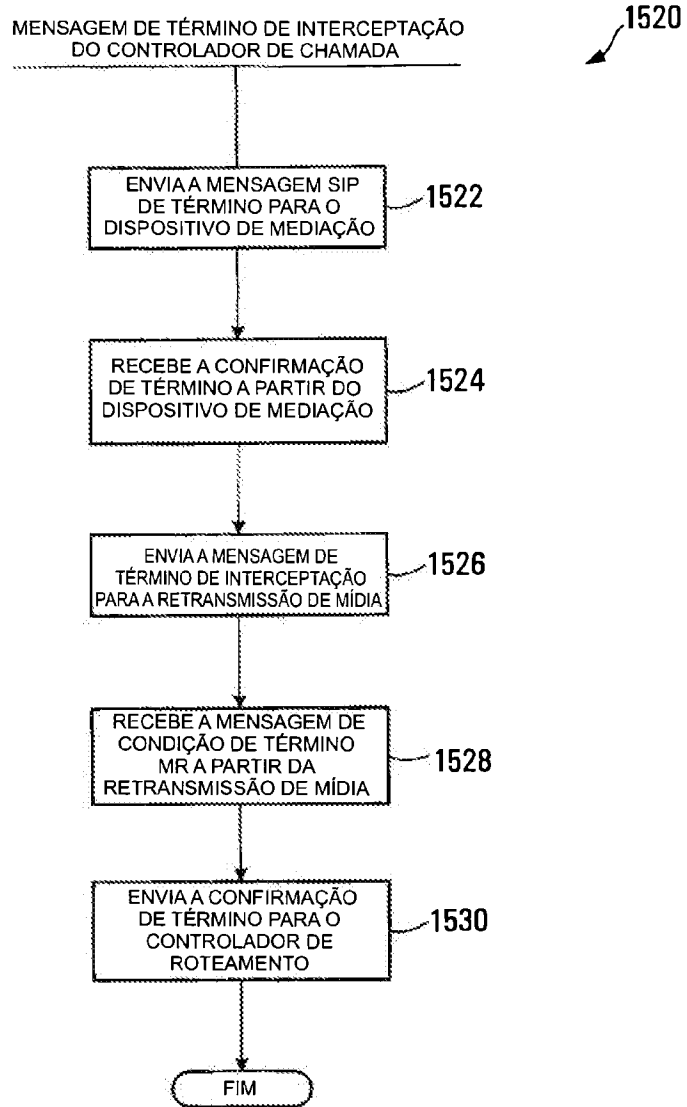 MENSAGEM DE TÉRMINO DE INTERCEPTAÇÃO
DO CONTROLADOR DE CHAMADA
1520
ENVIA A MENSAGEM SIP
DE TÉRMINO PARA O
DISPOSITIVO DE MEDIAÇÃO
1522
RECEBE A CONFIRMAÇÃO
DE TÉRMINO A PARTIR DO
DISPOSITIVO DE MEDIAÇÃO
1524
ENVIA A MENSAGEM DE
TÉRMINO DE INTERCEPTAÇÃO
PARA A RETRANSMISSÃO DE MÍDIA
1526
RECEBE A MENSAGEM DE
CONDIÇÃO DE TÉRMINO
MR A PARTIR DA
RETRANSMISSÃO DE MÍDIA
1528
ENVIA A CONFIRMAÇÃO
DE TÉRMINO PARA O
CONTROLADOR DE
ROTEAMENTO
1530
FIM